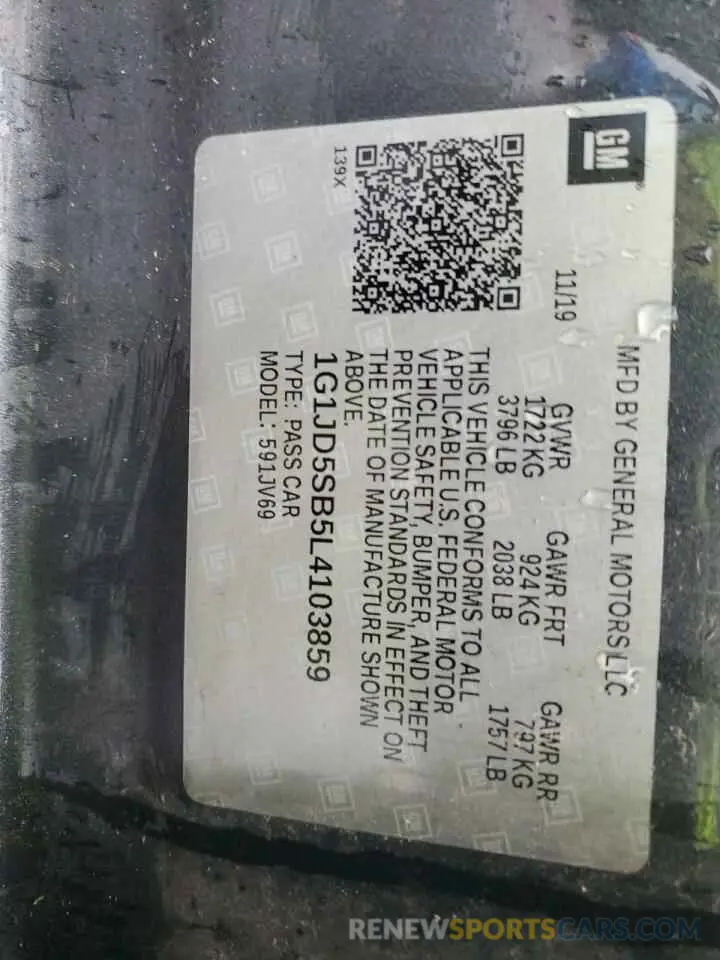 GM
MFD BY GENERAL MOTORS LLC
11/19
GVWR GAWR FRT GAWR RR
1722 KG 924 KG 797 KG
3796 LB 2038 LB 1757 LB
THIS VEHICLE CONFORMS TO ALL
APPLICABLE U.S. FEDERAL MOTOR
VEHICLE SAFETY, BUMPER, AND THEFT
PREVENTION STANDARDS IN EFFECT ON
THE DATE OF MANUFACTURE SHOWN
ABOVE.
1G1JD5SB5L4103859
TYPE: PASS CAR
MODEL: 591JV69
139X
RENEWSPORTSCARS.COM